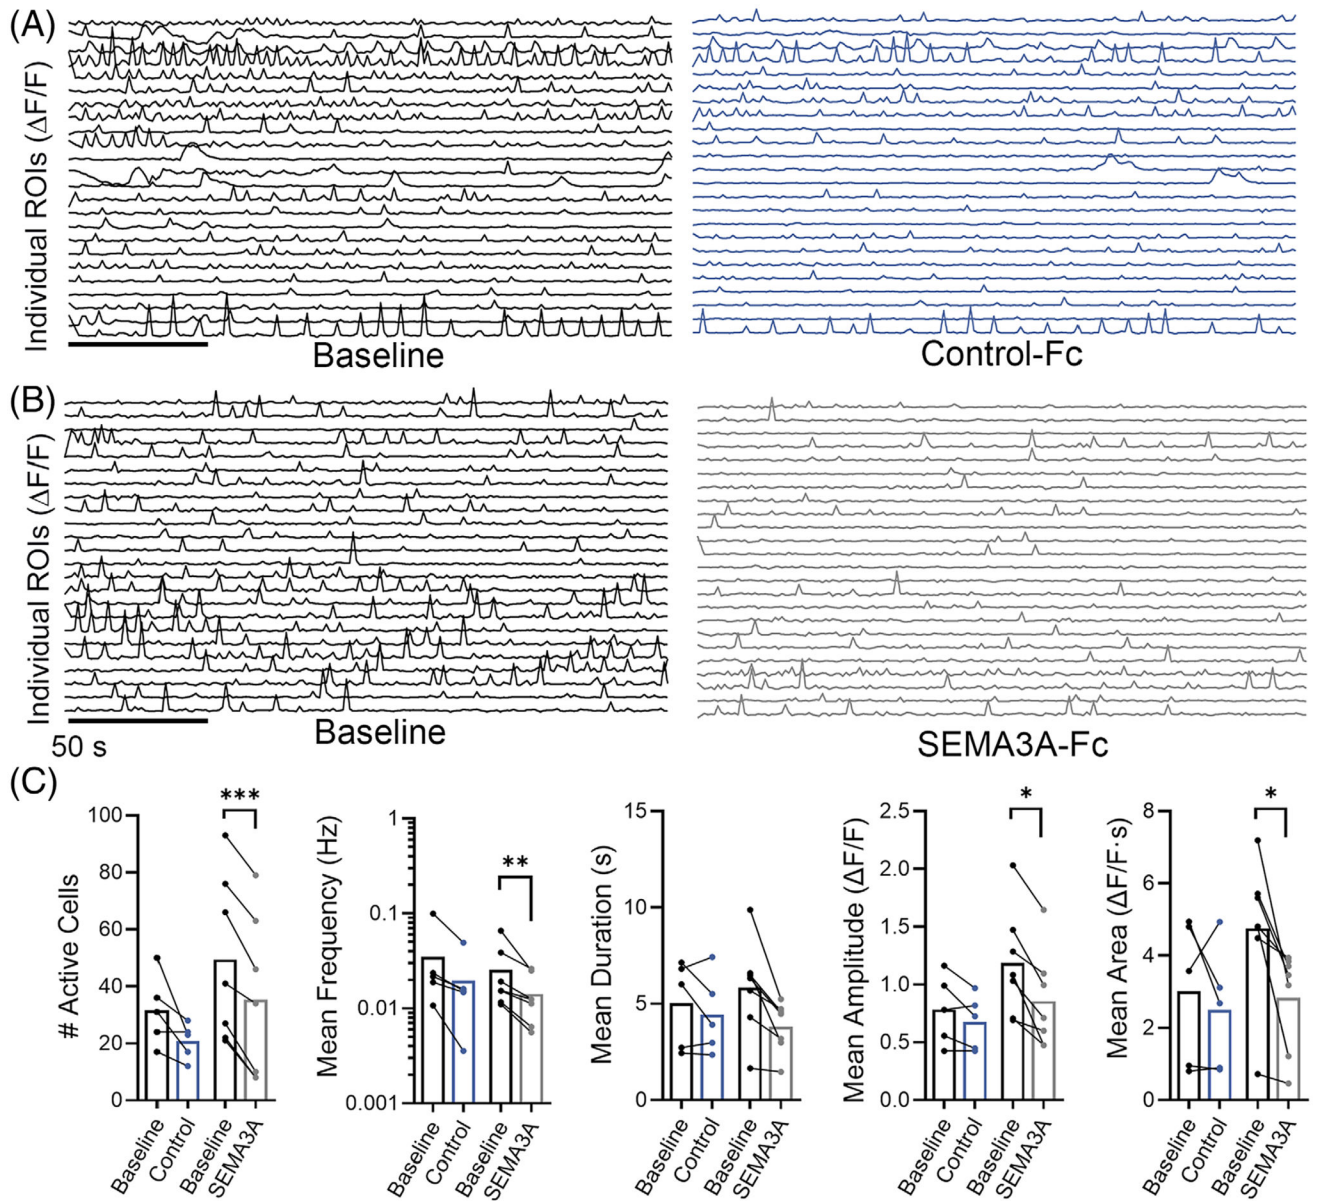 (A)
Individual ROIs (ΔF/F)
Baseline
Control-Fc
(B)
Individual ROIs (ΔF/F)
50 s
Baseline
SEMA3A-Fc
(C)
# Active Cells
100
80
60
40
20
0
***
Baseline
Control
Baseline
SEMA3A
Mean Frequency (Hz)
1
0.1
0.01
0.001
**
Baseline
Control
Baseline
SEMA3A
Mean Duration (s)
15
10
5
0
Baseline
Control
Baseline
SEMA3A
Mean Amplitude (ΔF/F)
2.5
2.0
1.5
1.0
0.5
0.0
*
Baseline
Control
Baseline
SEMA3A
Mean Area (ΔF/F·s)
8
6
4
2
0
*
Baseline
Control
Baseline
SEMA3A